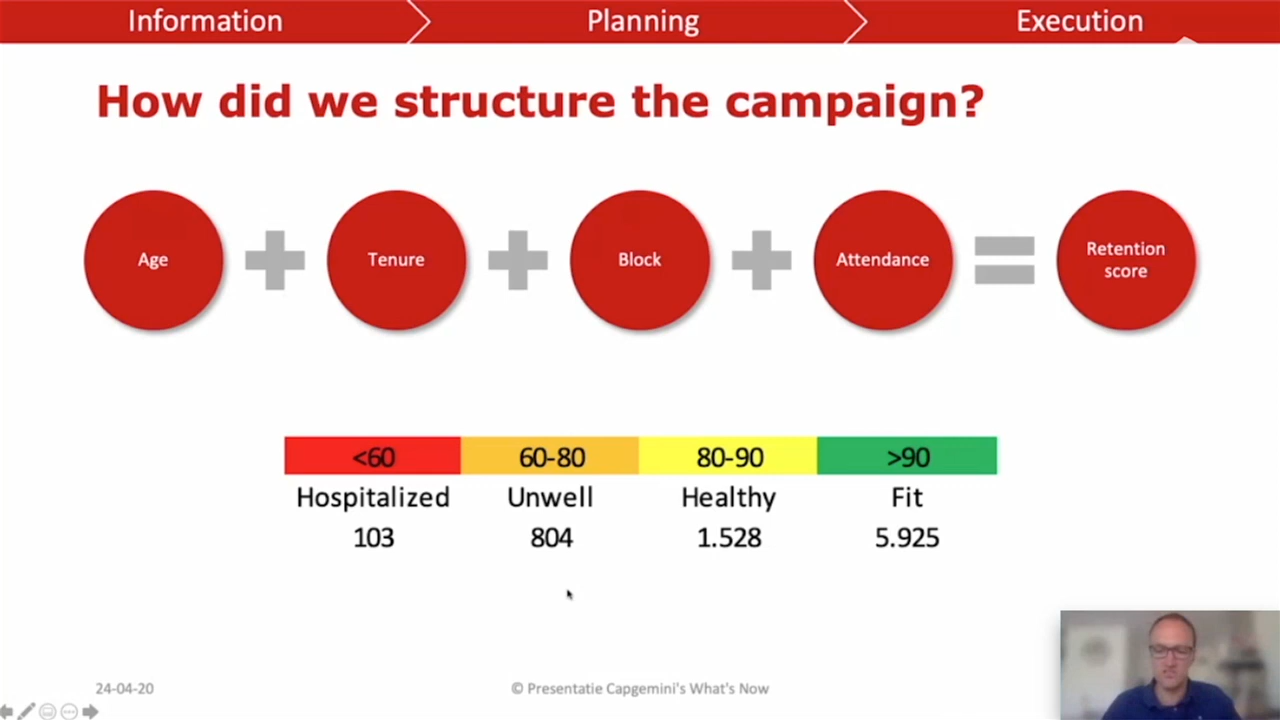 Information Planning Execution
How did we structure the campaign?
Age Tenure Block Attendance Retention
score
<60 60-80 80-90 >90
Hospitalized Unwell Healthy Fit
103 804 1.528 5.925
24-04-20 © Presentatie Capgemini's What's Now